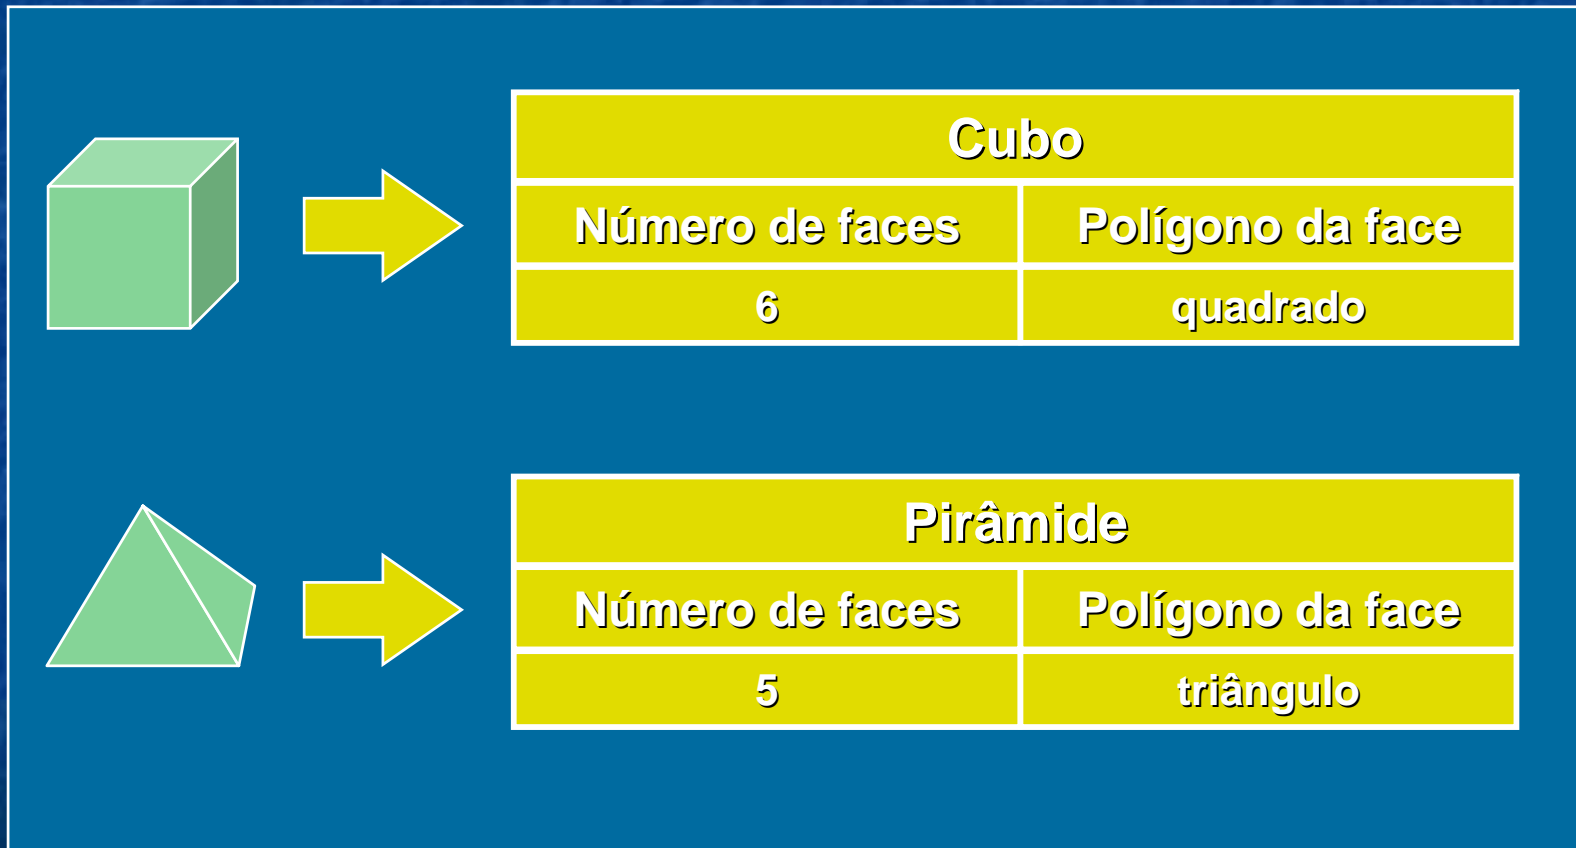 Cubo
Número de faces Polígono da face
6 quadrado
Pirâmide
Número de faces Polígono da face
5 triângulo